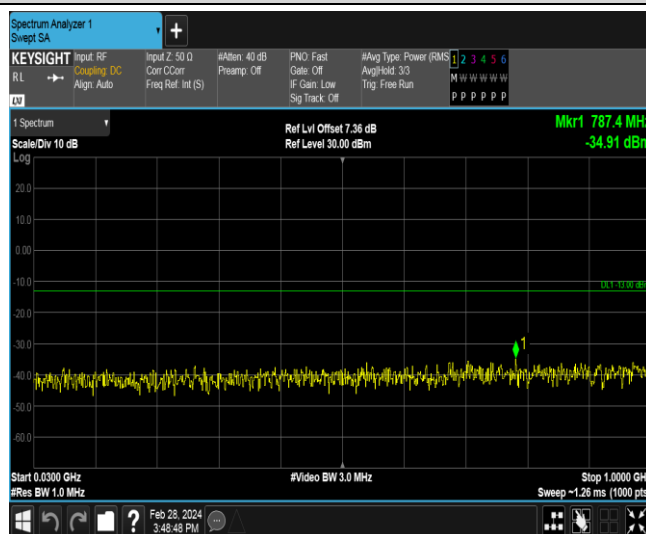 Spectrum Analyzer 1
Swept SA
+
KEYSIGHT
RL
LXI
Input: RF
Coupling: DC
Align: Auto
Input Z: 50 Ω
Corr CCorr
Freq Ref: Int (S)
#Atten: 40 dB
Preamp: Off
PNO: Fast
Gate: Off
IF Gain: Low
Sig Track: Off
#Avg Type: Power (RMS
Avg|Hold: 3/3
Trig: Free Run
1 2 3 4 5 6
M W W W W W
P P P P P P
1 Spectrum
Scale/Div 10 dB
Log
Ref Lvl Offset 7.36 dB
Ref Level 30.00 dBm
Mkr1 787.4 MHz
-34.91 dBm
20.0
10.0
0.00
-10.0
DL1 -13.00 dBm
-20.0
-30.0
1
-40.0
-50.0
-60.0
Start 0.0300 GHz
#Res BW 1.0 MHz
#Video BW 3.0 MHz
Stop 1.0000 GHz
Sweep ~1.26 ms (1000 pts)
?
Feb 28, 2024
3:48:48 PM